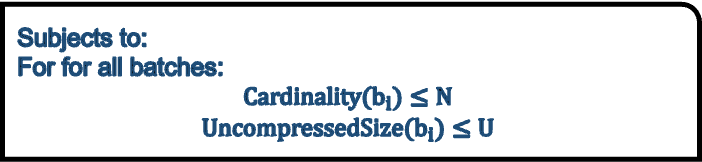 Subjects to:
For for all batches:
Cardinality(bᵢ) ≤ N
UncompressedSize(bᵢ) ≤ U